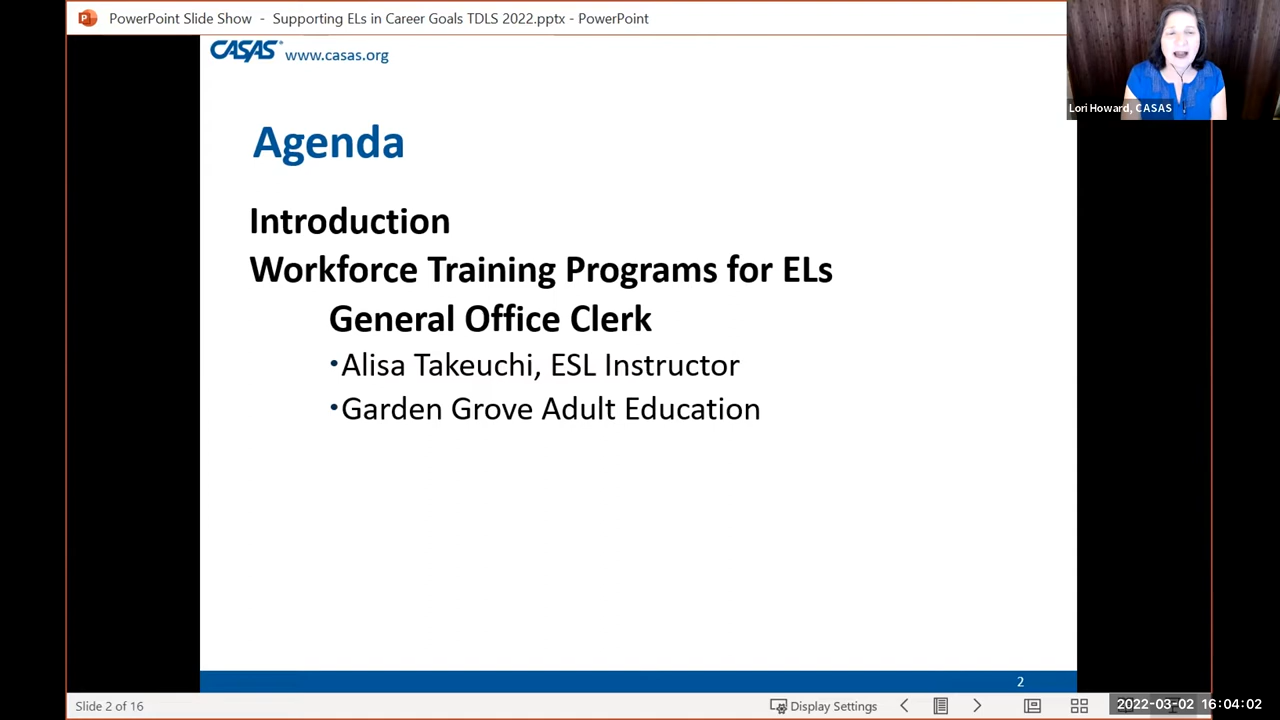 PowerPoint Slide Show - Supporting ELs in Career Goals TDLS 2022.pptx - PowerPoint
CASAS www.casas.org
Lori Howard, CASAS
Agenda
Introduction
Workforce Training Programs for ELs
General Office Clerk
•Alisa Takeuchi, ESL Instructor
•Garden Grove Adult Education
2
Slide 2 of 16
Display Settings
2022-03-02 16:04:02